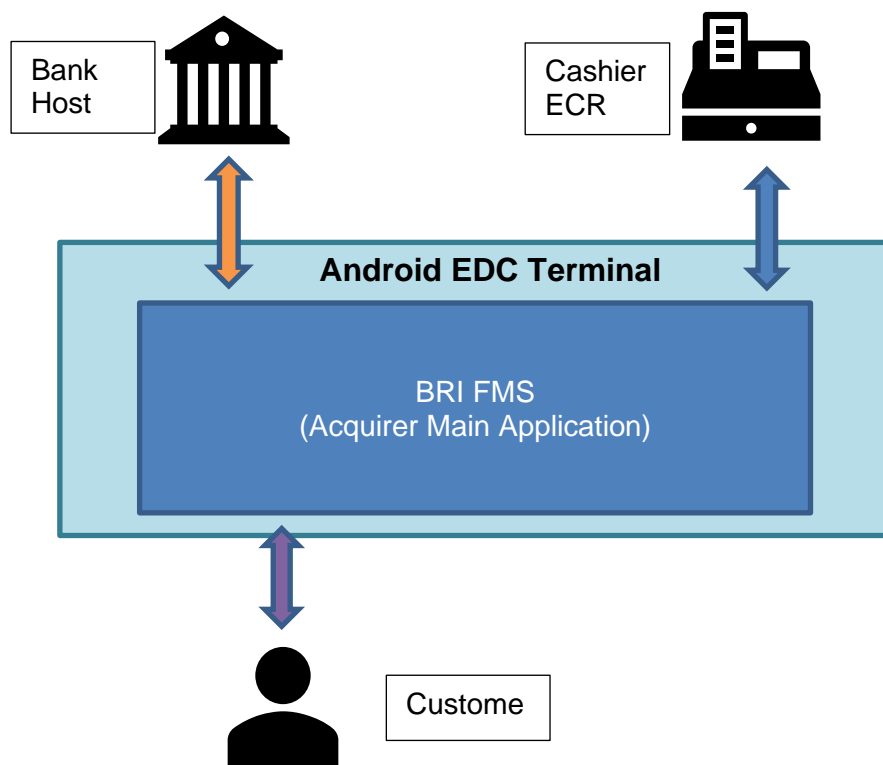 Bank
Host
Cashier
ECR
Android EDC Terminal
BRI FMS
(Acquirer Main Application)
Custome